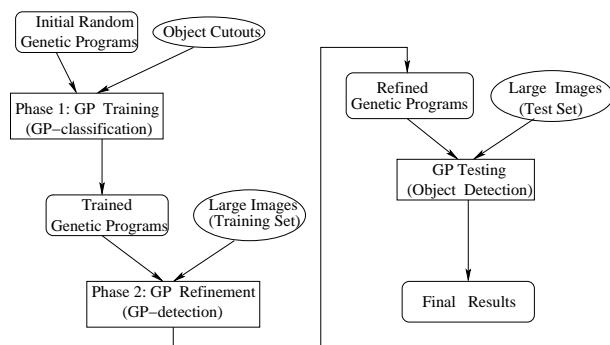 Initial Random
Genetic Programs
Object Cutouts
Phase 1: GP Training
(GP-classification)
Trained
Genetic Programs
Large Images
(Training Set)
Phase 2: GP Refinement
(GP-detection)
Refined
Genetic Programs
Large Images
(Test Set)
GP Testing
(Object Detection)
Final Results